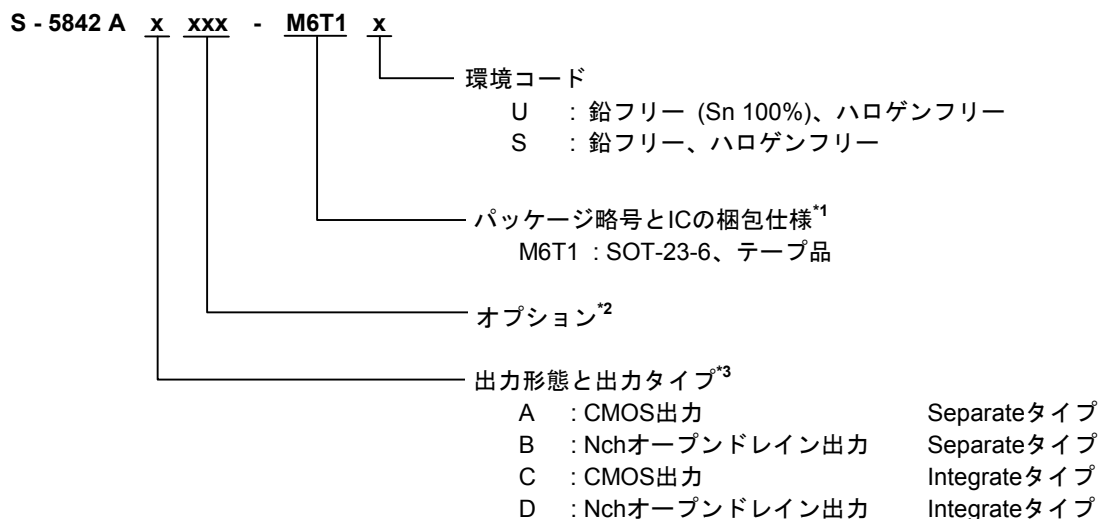 S - 5842 A x xxx - M6T1 x
環境コード
U : 鉛フリー (Sn 100%)、ハロゲンフリー
S : 鉛フリー、ハロゲンフリー
パッケージ略号とICの梱包仕様*1
M6T1 : SOT-23-6、テープ品
オプション*2
出力形態と出力タイプ*3
A : CMOS出力 Separateタイプ
B : Nchオープンドレイン出力 Separateタイプ
C : CMOS出力 Integrateタイプ
D : Nchオープンドレイン出力 Integrateタイプ